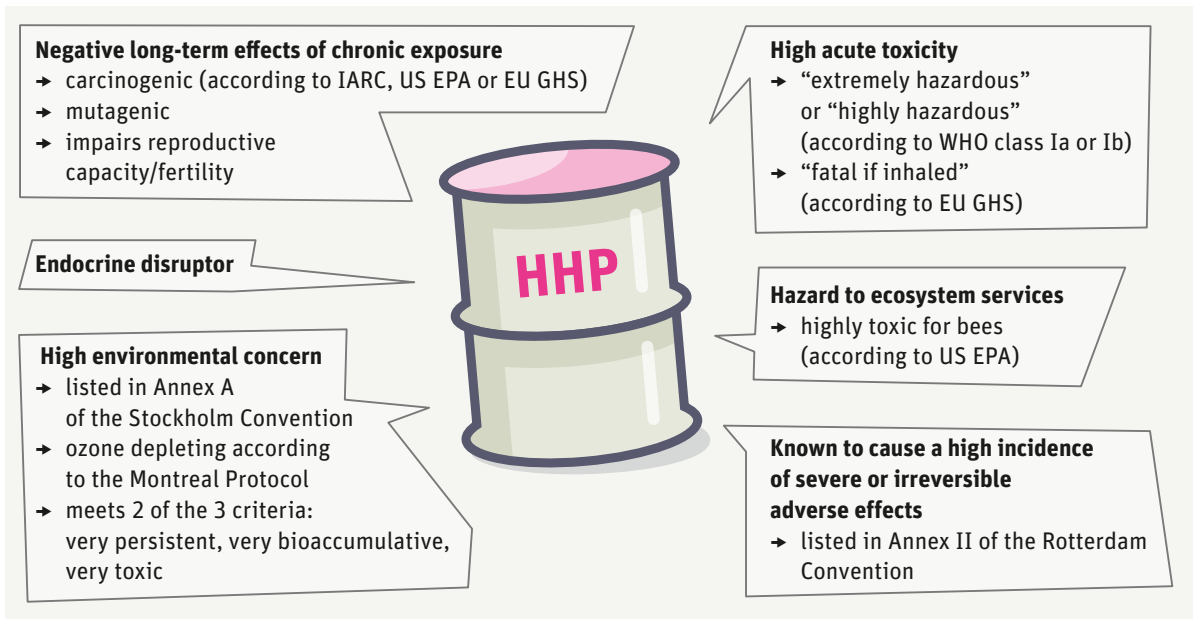 Negative long-term effects of chronic exposure
➔ carcinogenic (according to IARC, US EPA or EU GHS)
➔ mutagenic
➔ impairs reproductive
capacity/fertility
Endocrine disruptor
High environmental concern
➔ listed in Annex A
of the Stockholm Convention
➔ ozone depleting according
to the Montreal Protocol
➔ meets 2 of the 3 criteria:
very persistent, very bioaccumulative,
very toxic
HHP
High acute toxicity
➔ “extremely hazardous”
or “highly hazardous”
(according to WHO class Ia or Ib)
➔ “fatal if inhaled”
(according to EU GHS)
Hazard to ecosystem services
➔ highly toxic for bees
(according to US EPA)
Known to cause a high incidence
of severe or irreversible
adverse effects
➔ listed in Annex II of the Rotterdam
Convention